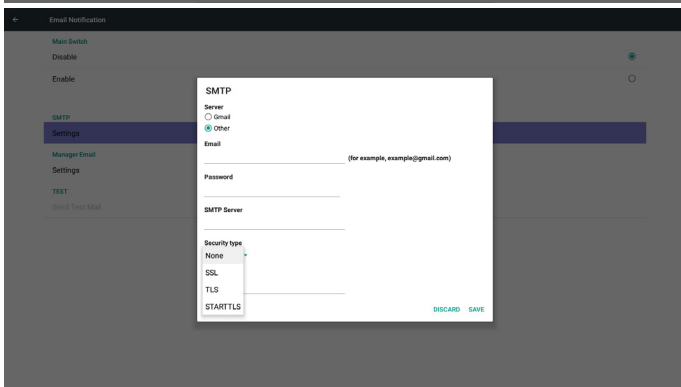 Email Notification
Main Switch
Disable
Enable
SMTP
Settings
Manager Email
Settings
TEST
Send Test Mail
SMTP
Server
Gmail
Other
Email
(for example, example@gmail.com)
Password
SMTP Server
Security type
None
SSL
TLS
STARTTLS
DISCARD SAVE